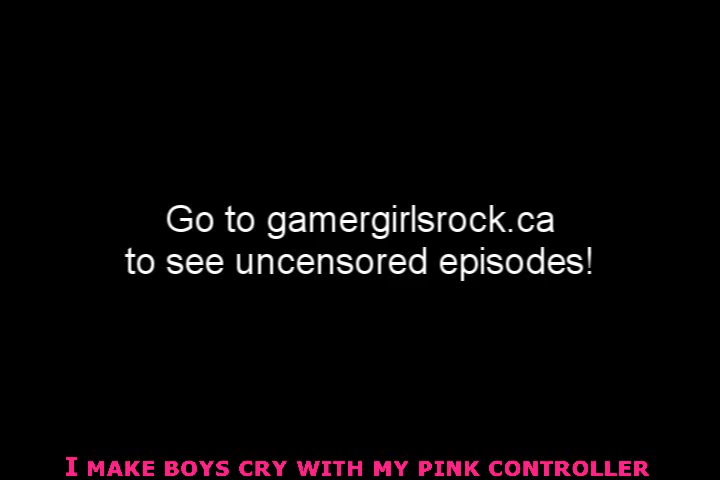 Go to gamergirlsrock.ca
to see uncensored episodes!
I MAKE BOYS CRY WITH MY PINK CONTROLLER